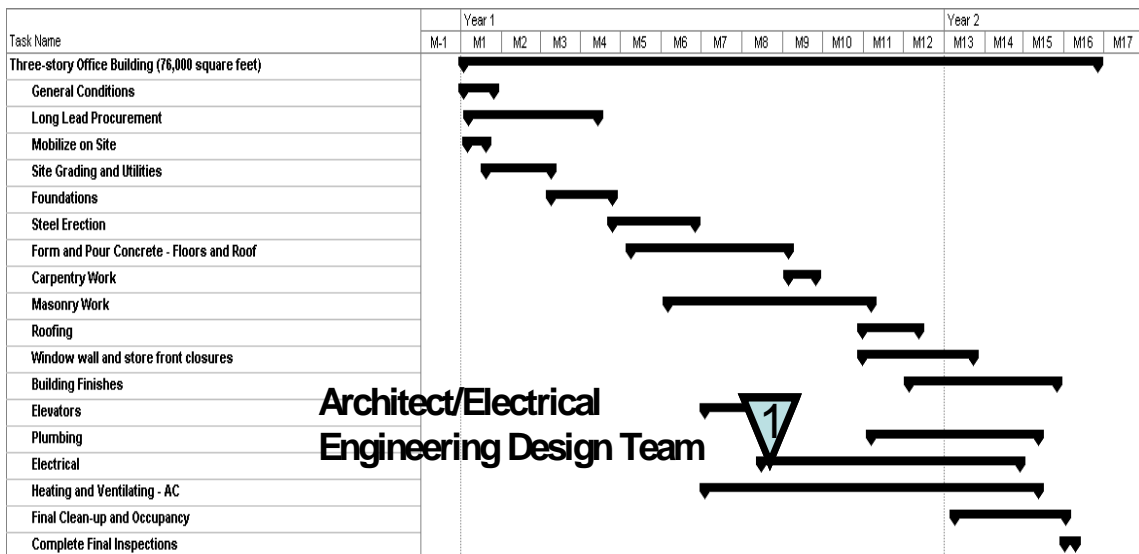 Year 1 Year 2
Task Name M-1 M1 M2 M3 M4 M5 M6 M7 M8 M9 M10 M11 M12 M13 M14 M15 M16 M17
Three-story Office Building (76,000 square feet)
General Conditions
Long Lead Procurement
Mobilize on Site
Site Grading and Utilities
Foundations
Steel Erection
Form and Pour Concrete - Floors and Roof
Carpentry Work
Masonry Work
Roofing
Window wall and store front closures
Building Finishes
Elevators
Plumbing
Electrical
Heating and Ventilating - AC
Final Clean-up and Occupancy
Complete Final Inspections
Architect/Electrical
Engineering Design Team
1